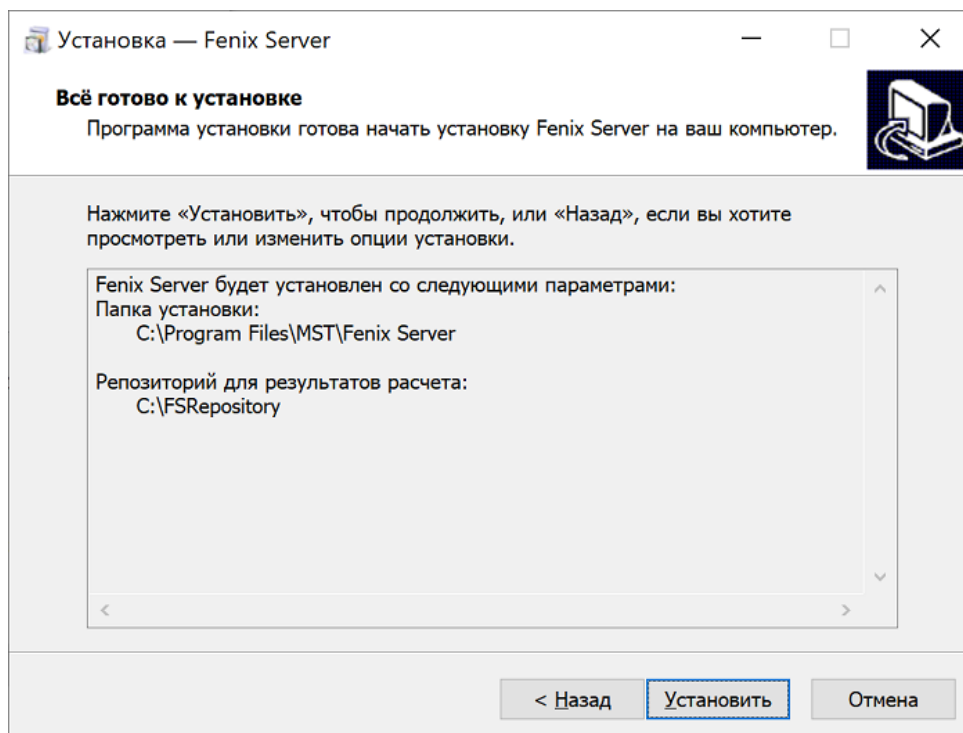 Установка — Fenix Server
Всё готово к установке
Программа установки готова начать установку Fenix Server на ваш компьютер.
Нажмите «Установить», чтобы продолжить, или «Назад», если вы хотите
просмотреть или изменить опции установки.
Fenix Server будет установлен со следующими параметрами:
Папка установки:
C:\Program Files\MST\Fenix Server
Репозиторий для результатов расчета:
C:\FSRepository
< Назад
Установить
Отмена